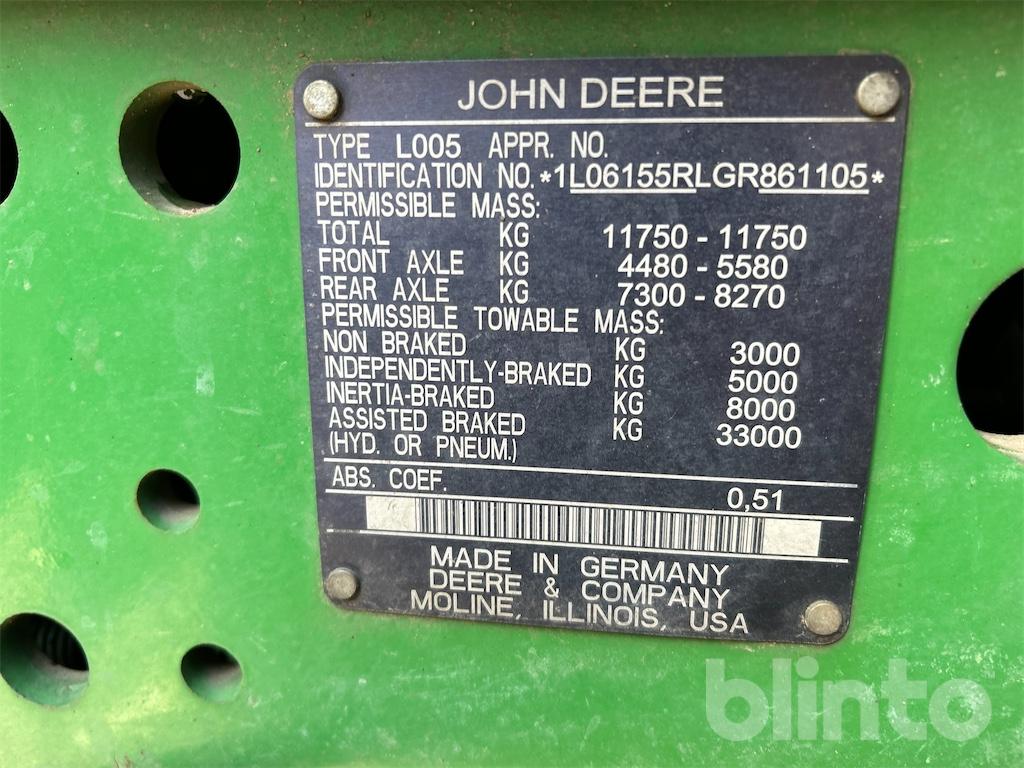 JOHN DEERE
TYPE L005 APPR. NO.
IDENTIFICATION NO. *1L06155RLGR861105*
PERMISSIBLE MASS:
TOTAL KG 11750 - 11750
FRONT AXLE KG 4480 - 5580
REAR AXLE KG 7300 - 8270
PERMISSIBLE TOWABLE MASS:
NON BRAKED KG 3000
INDEPENDENTLY-BRAKED KG 5000
INERTIA-BRAKED KG 8000
ASSISTED BRAKED KG 33000
(HYD. OR PNEUM.)
ABS. COEF. 0,51
MADE IN GERMANY
DEERE & COMPANY
MOLINE, ILLINOIS, USA
blinto